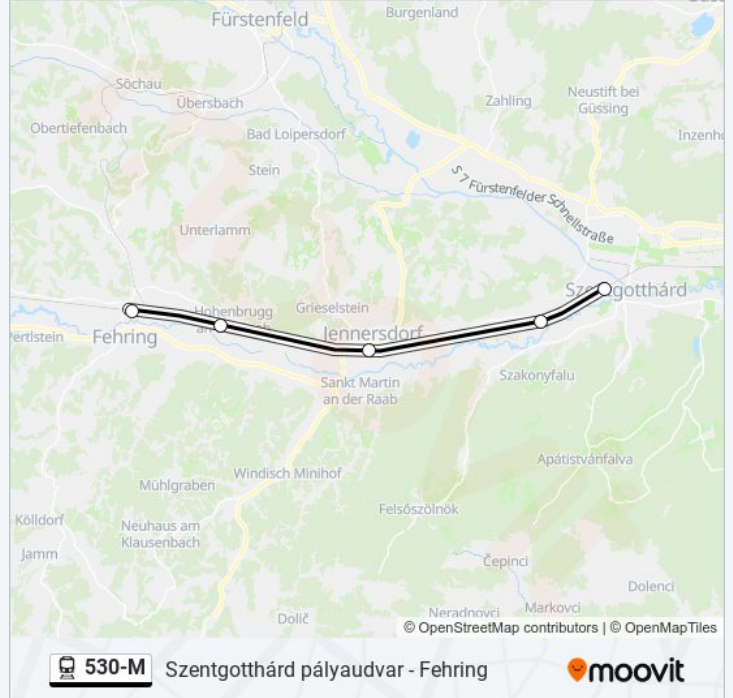 Burgenland
Fürstenfeld
Söchau
Übersbach
Zahling
Neustift bei
Güssing
Obertiefenbach
Bad Loipersdorf
Inzenh
Stein
S 7 Fürstenfelder Schnellstraße
Unterlamm
Szentgotthárd
Hohenbrugg
Grieselstein
Fehring
Jennersdorf
Pertlstein
Sankt Martin
an der Raab
Szakonyfalu
Apátistvánfalva
Windisch Minihof
Mühlgraben
Felsőszölnök
Kölldorf
Neuhaus am
Klausenbach
Jamm
Čepinci
Dolenci
Neradnovci
Markovci
Dolič
© OpenStreetMap contributors | © OpenMapTiles
530-M
Szentgotthárd pályaudvar - Fehring
moovit